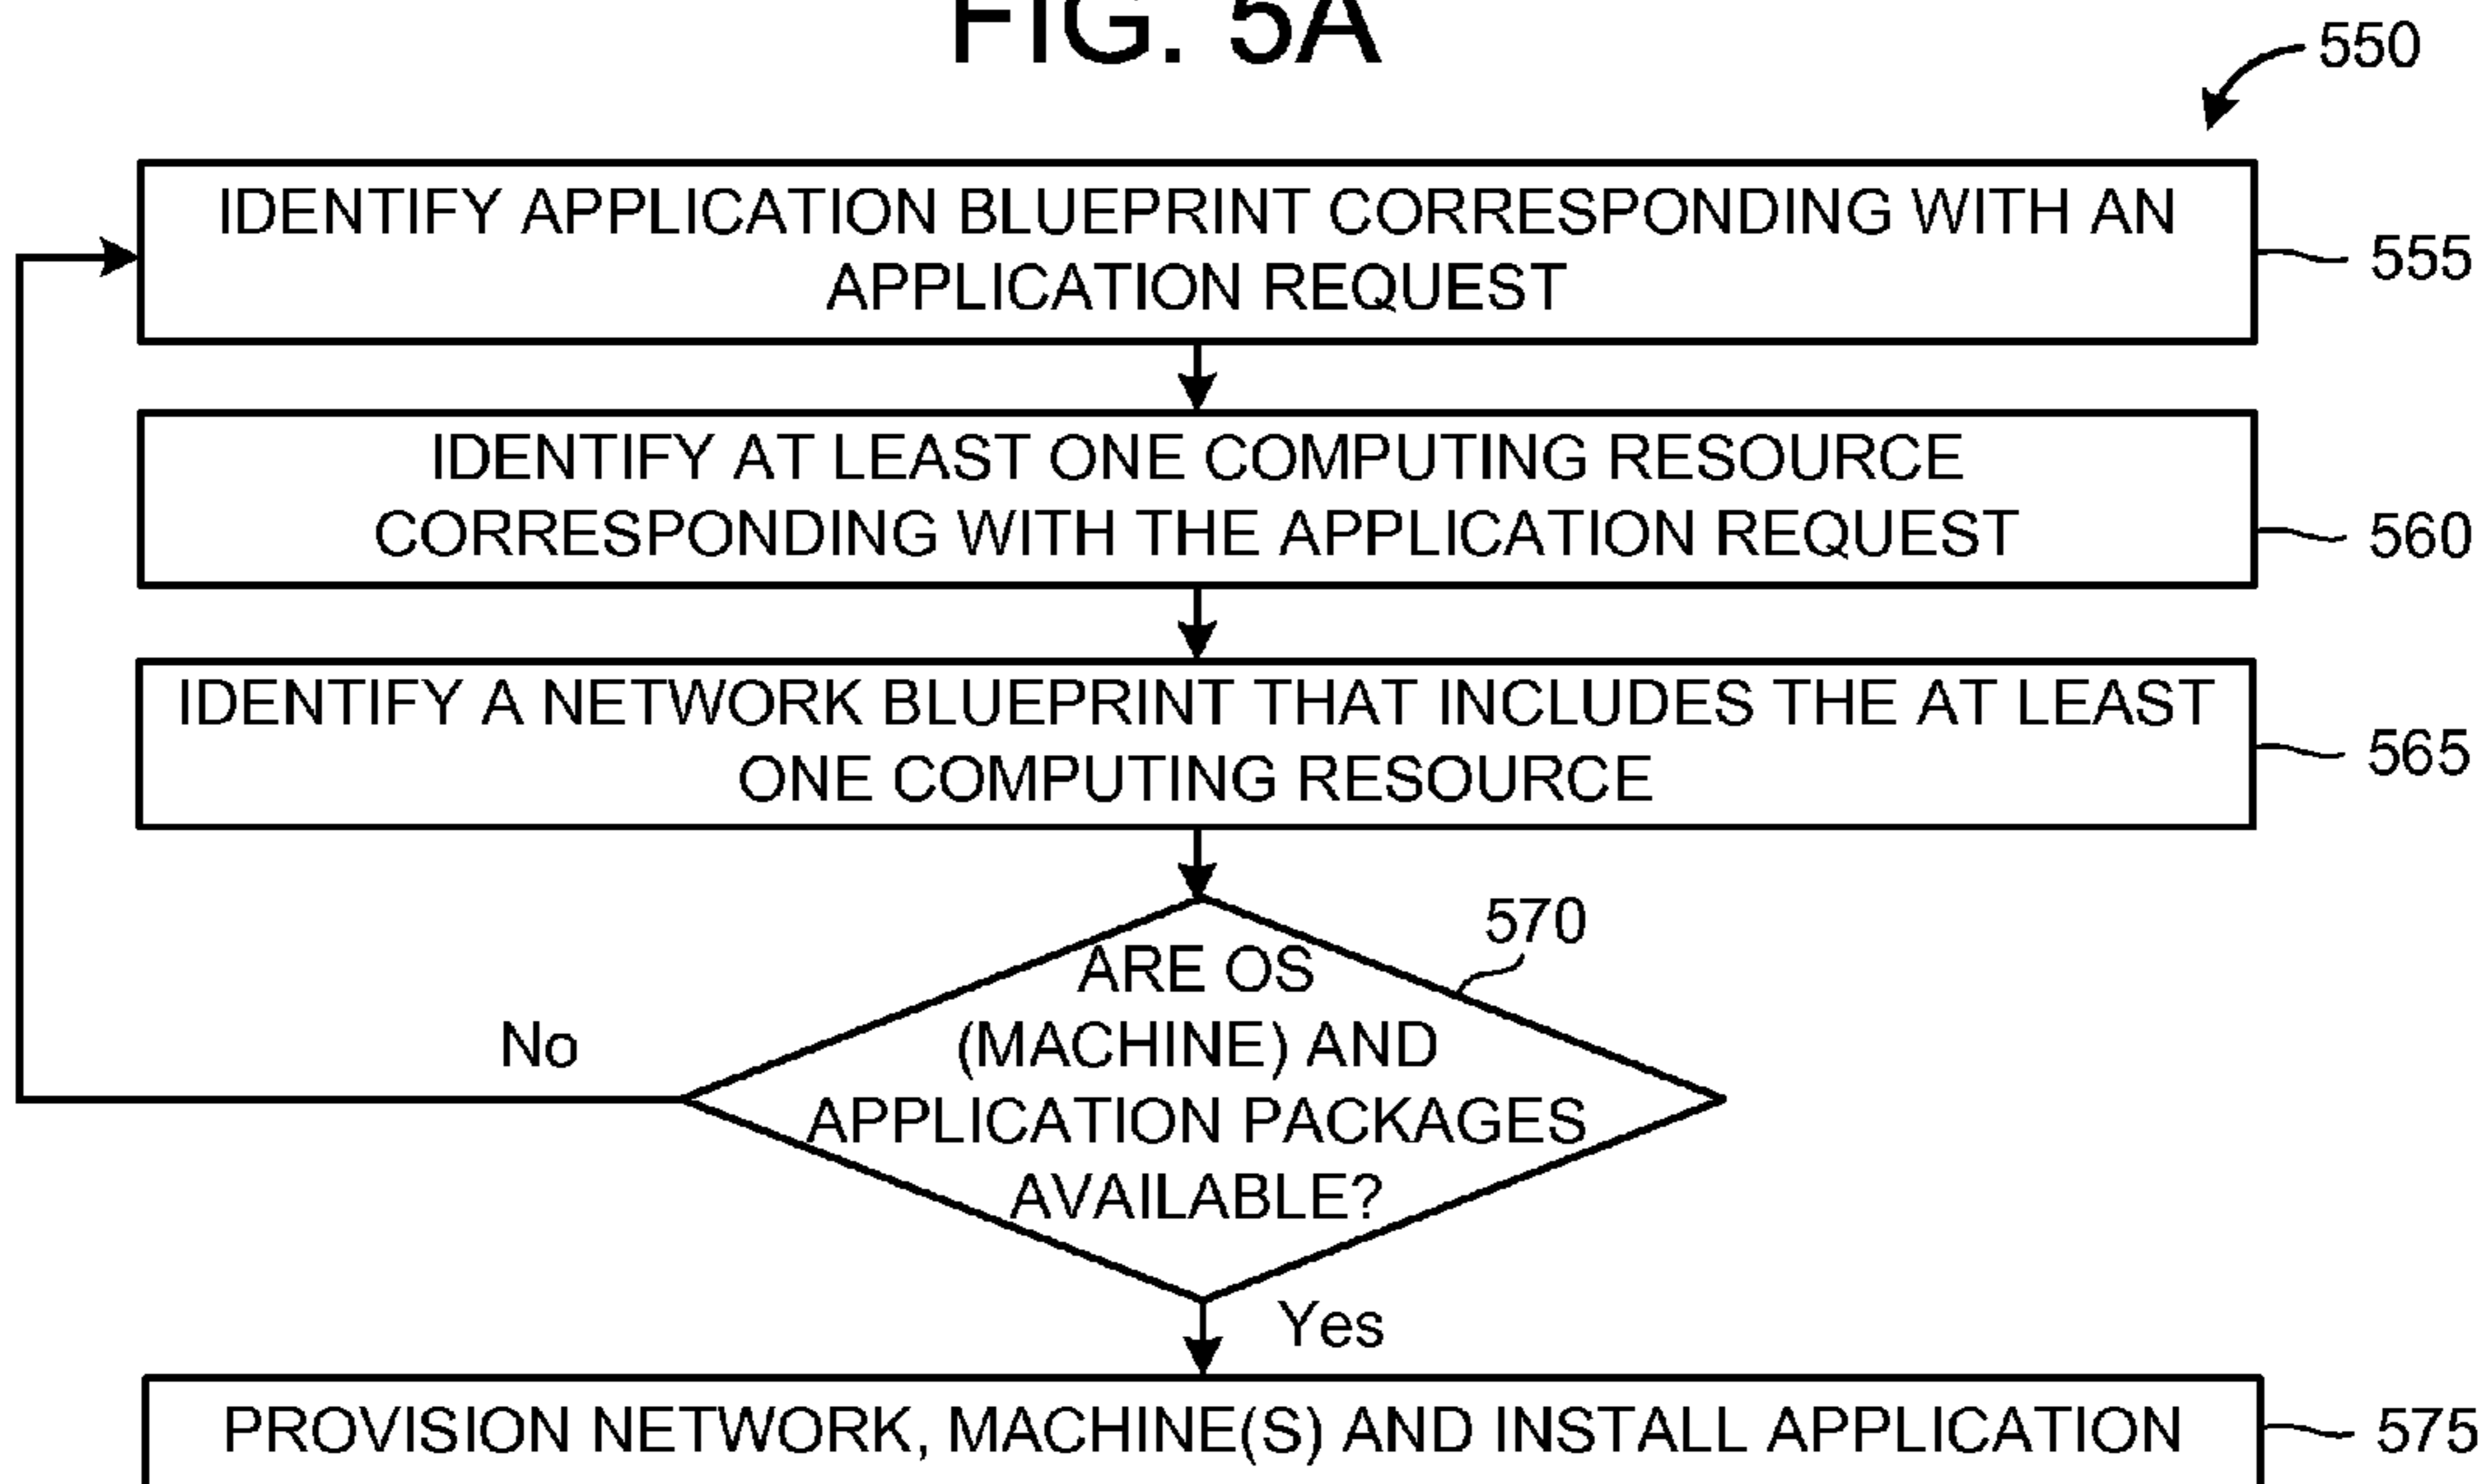 FIG. 5A
550
IDENTIFY APPLICATION BLUEPRINT CORRESPONDING WITH AN
APPLICATION REQUEST
555
IDENTIFY AT LEAST ONE COMPUTING RESOURCE
CORRESPONDING WITH THE APPLICATION REQUEST
560
IDENTIFY A NETWORK BLUEPRINT THAT INCLUDES THE AT LEAST
ONE COMPUTING RESOURCE
565
570
ARE OS
(MACHINE) AND
APPLICATION PACKAGES
AVAILABLE?
No
Yes
PROVISION NETWORK, MACHINE(S) AND INSTALL APPLICATION
575